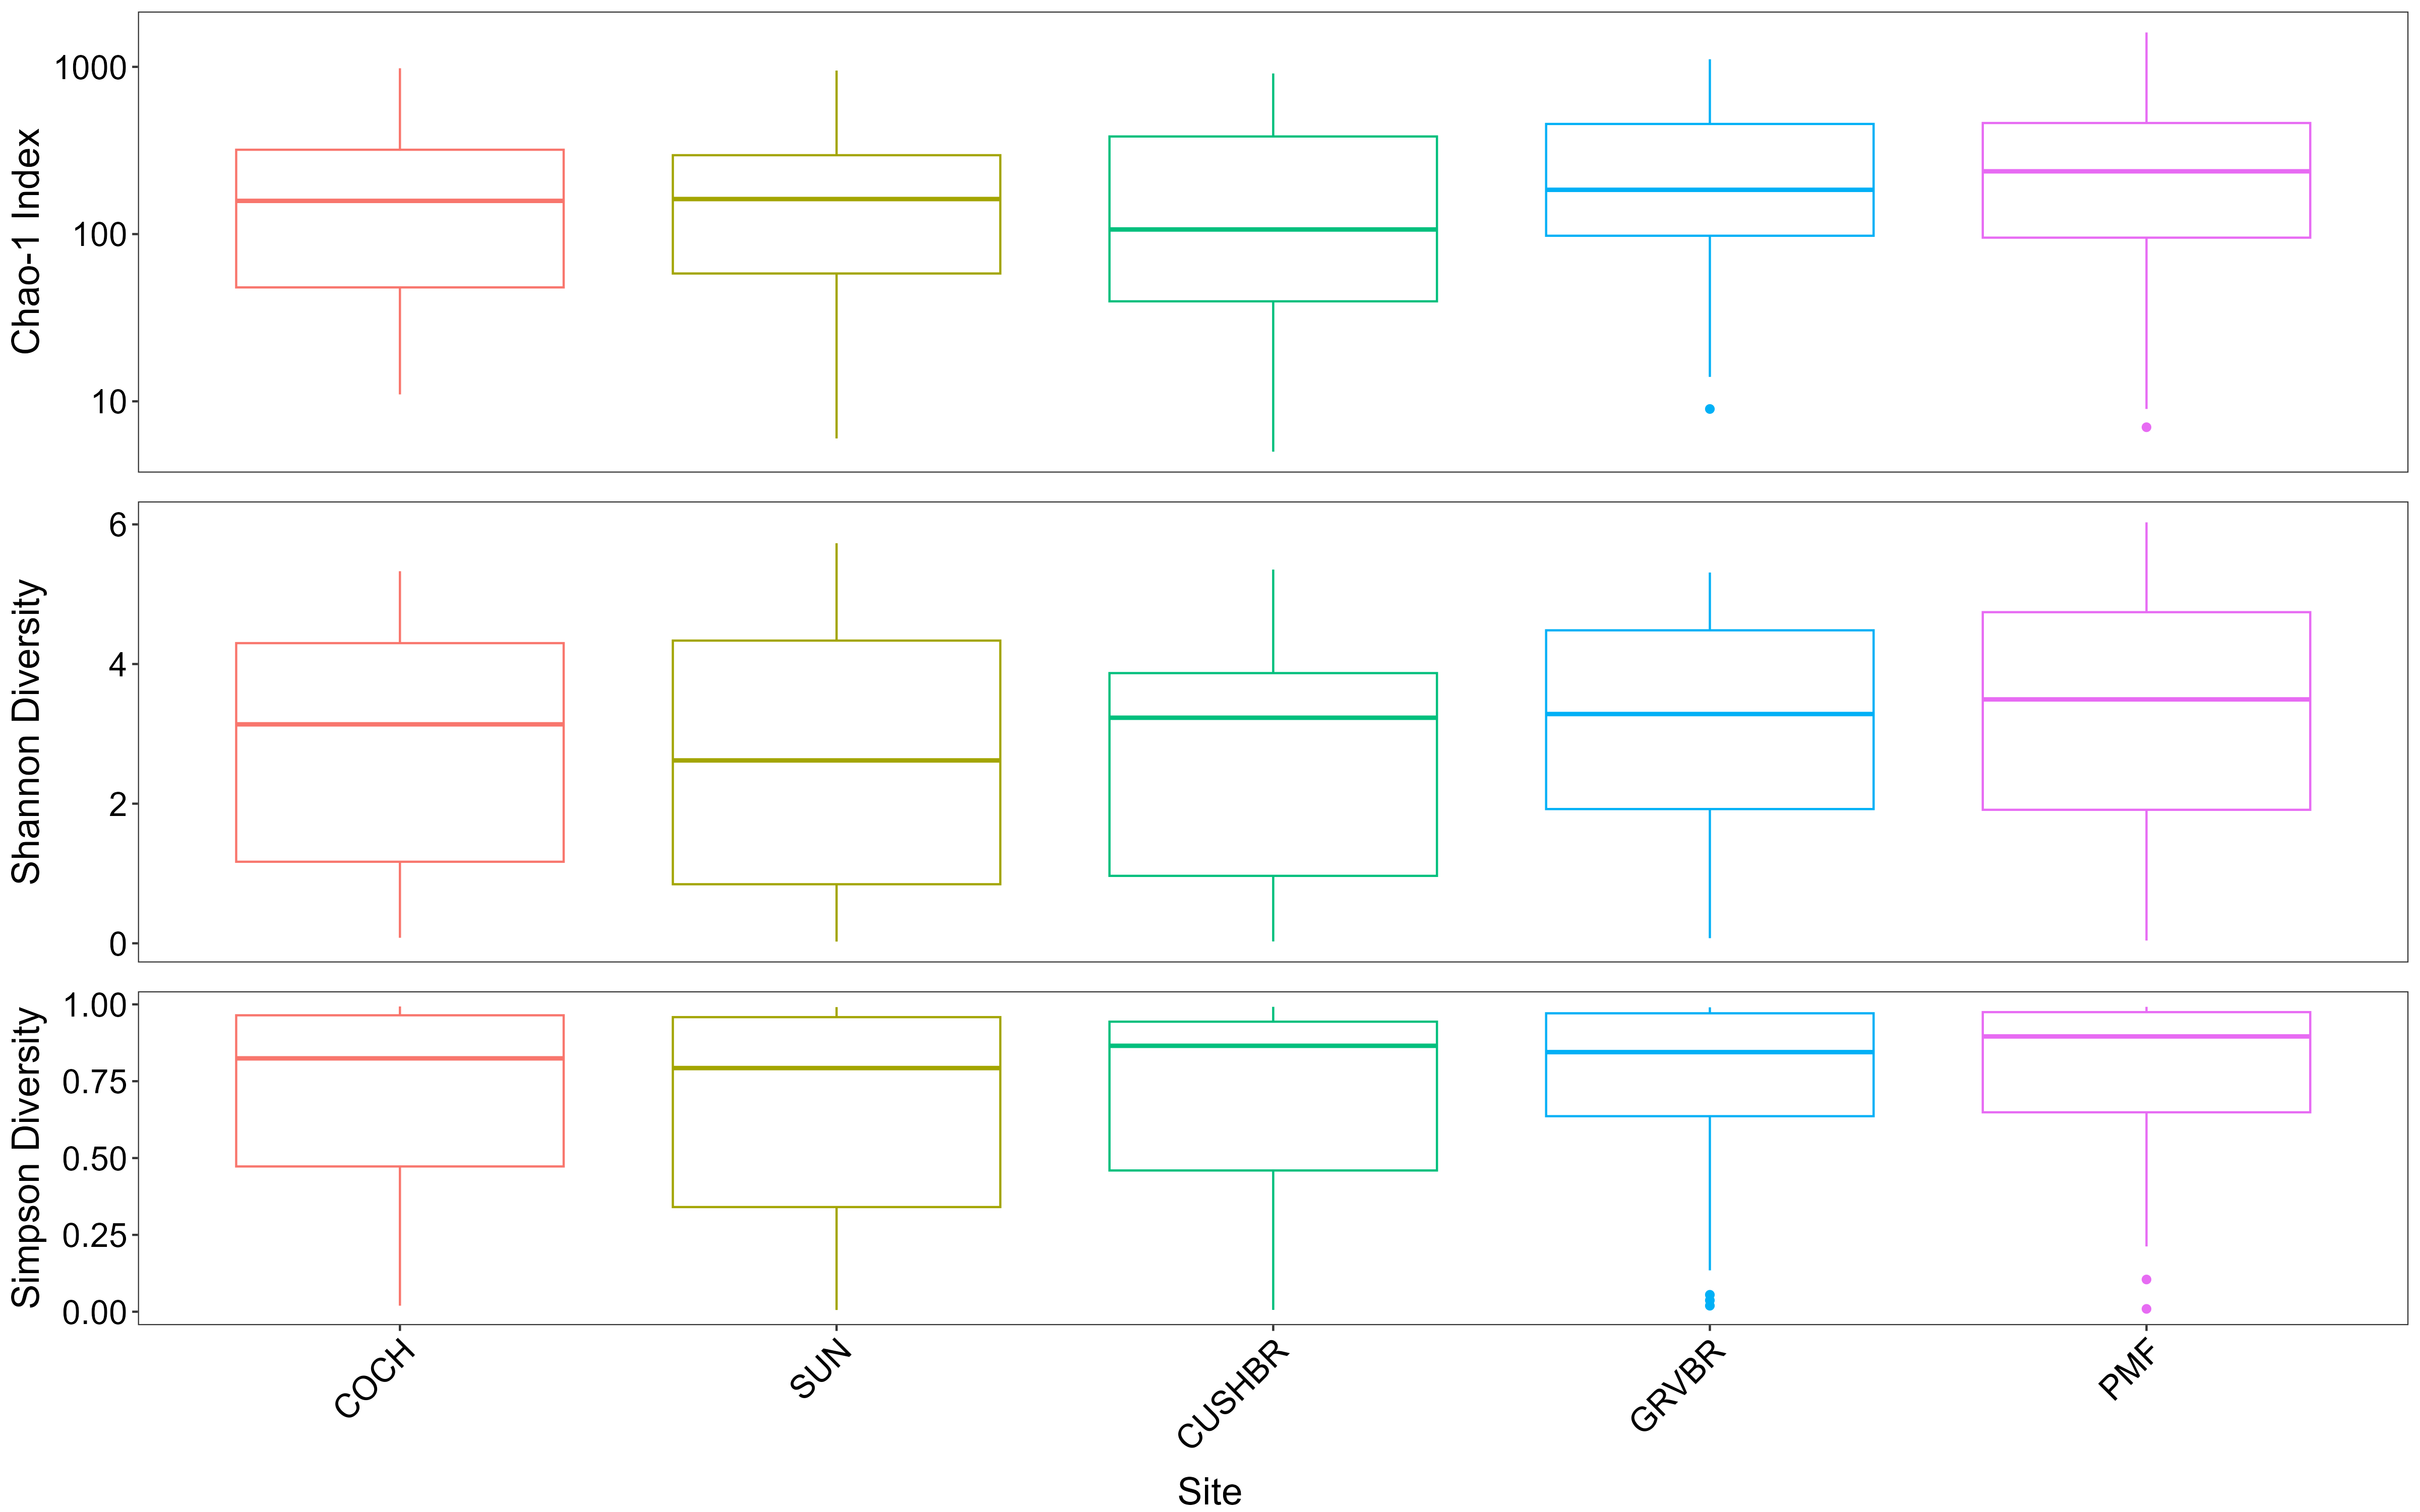 Chao-1 Index
1000
100
10
Shannon Diversity
6
4
2
0
Simpson Diversity
1.00
0.75
0.50
0.25
0.00
COCH
SUN
CUSHBR
GRVBR
PMF
Site